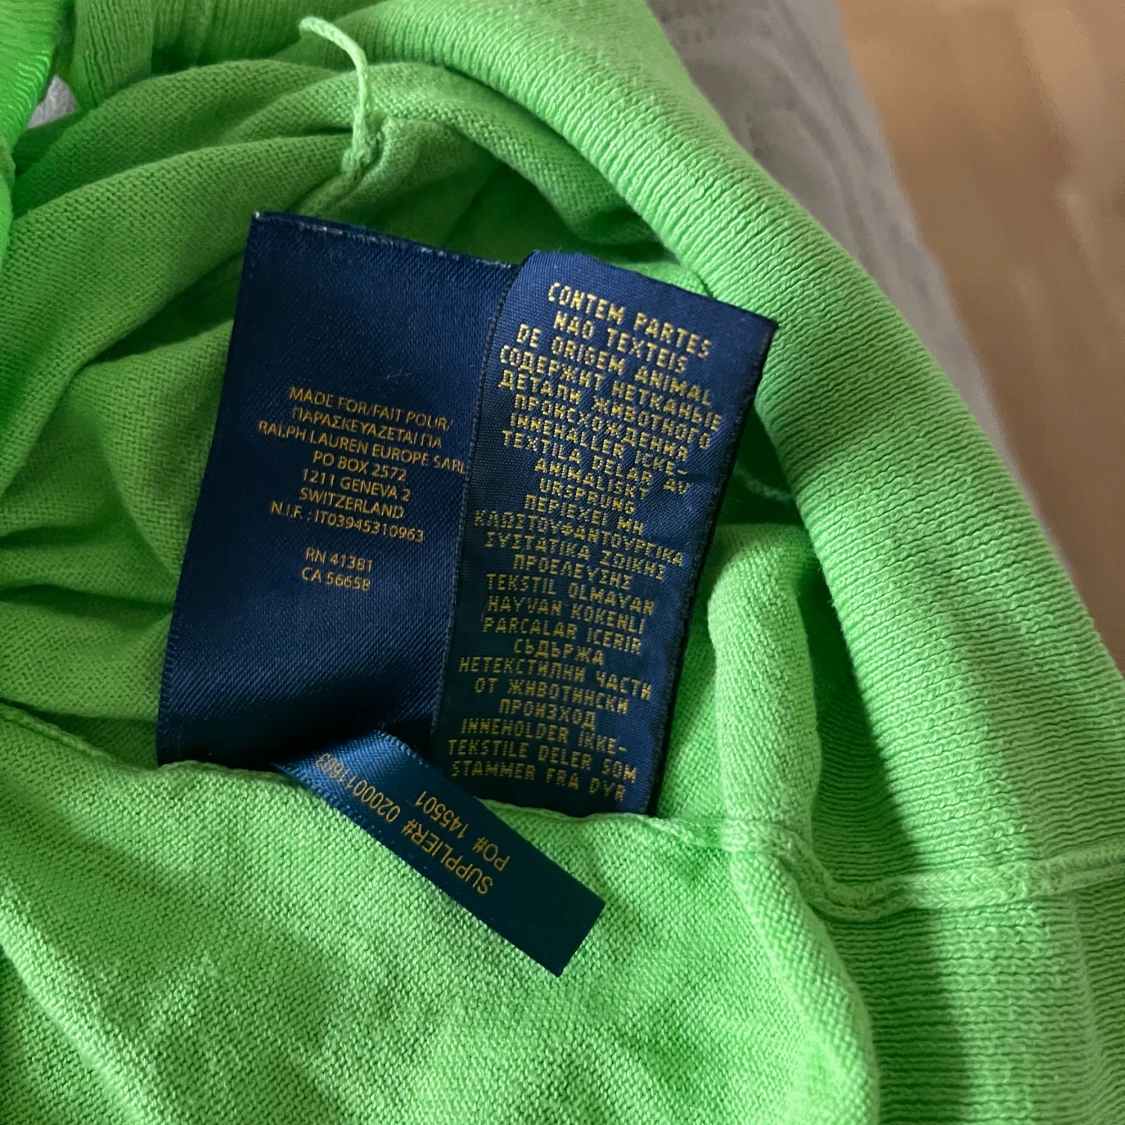 MADE FOR/FAIT POUR/
ΠΑΡΑΣΚΕΥΑΖΕΤΑΙ ΓΙΑ
RALPH LAUREN EUROPE SARL
PO BOX 2572
1211 GENEVA 2
SWITZERLAND
N.I.F.: IT03945310963
RN 41381
CA 56658
CONTEM PARTES
NÃO TEXTEIS
DE ORIGEM ANIMAL
СОДЕРЖИТ НЕТКАНЫЕ
ДЕТАЛИ ЖИВОТНОГО
ПРОИСХОЖДЕНИЯ
INNEHALLER ICKE-
TEXTILA DELAR AV
ANIMALISKT
URSPRUNG
ΠΕΡΙΕΧΕΙ ΜΗ
ΚΛΩΣΤΟΥΦΑΝΤΟΥΡΓΙΚΑ
ΣΥΣΤΑΤΙΚΑ ΖΩΙΚΗΣ
ΠΡΟΕΛΕΥΣΗΣ
TEKSTIL OLMAYAN
HAYVAN KOKENLI
PARCALAR ICERIR
СЪДЪРЖА
НЕТЕКСТИЛНИ ЧАСТИ
ОТ ЖИВОТИНСКИ
ПРОИЗХОД
INNEHOLDER IKKE-
TEKSTILE DELER SOM
STAMMER FRA DYR
SUPPLIER#
PO# 145501